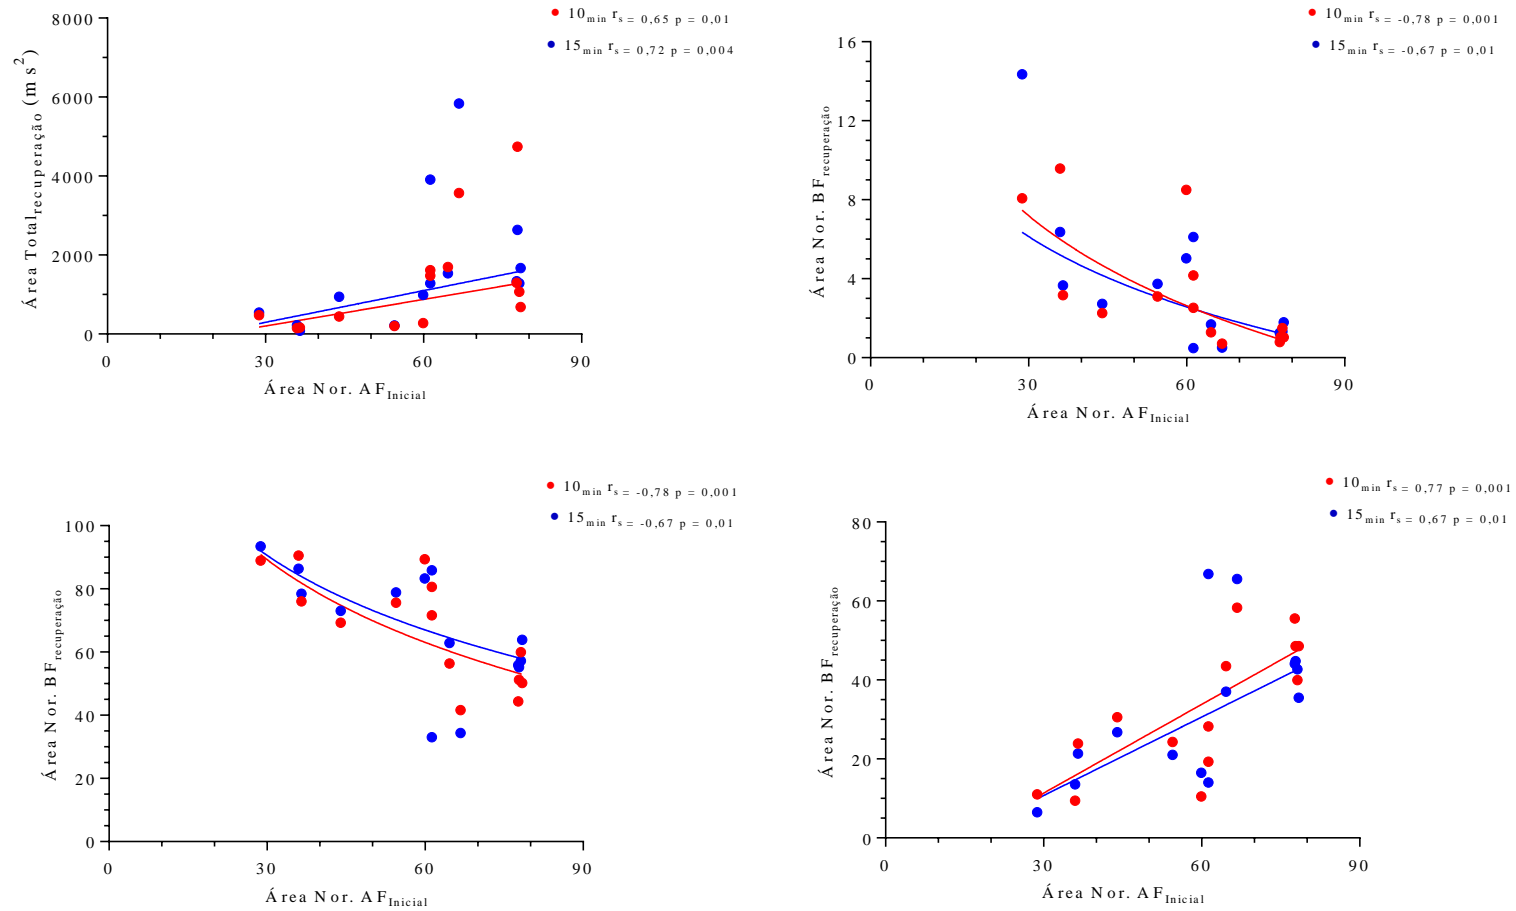 10min rs = 0,65 p = 0,01
15min rs = 0,72 p = 0,004
Área Totalrecuperação (ms2)
8000
6000
4000
2000
0
0 30 60 90
Área Nor. AFInicial
10min rs = -0,78 p = 0,001
15min rs = -0,67 p = 0,01
Área Nor. BFrecuperação
16
12
8
4
0
0 30 60 90
Área Nor. AFInicial
10min rs = -0,78 p = 0,001
15min rs = -0,67 p = 0,01
Área Nor. BFrecuperação
100
80
60
40
20
0
0 30 60 90
Área Nor. AFInicial
10min rs = 0,77 p = 0,001
15min rs = 0,67 p = 0,01
Área Nor. BFrecuperação
80
60
40
20
0
0 30 60 90
Área Nor. AFInicial